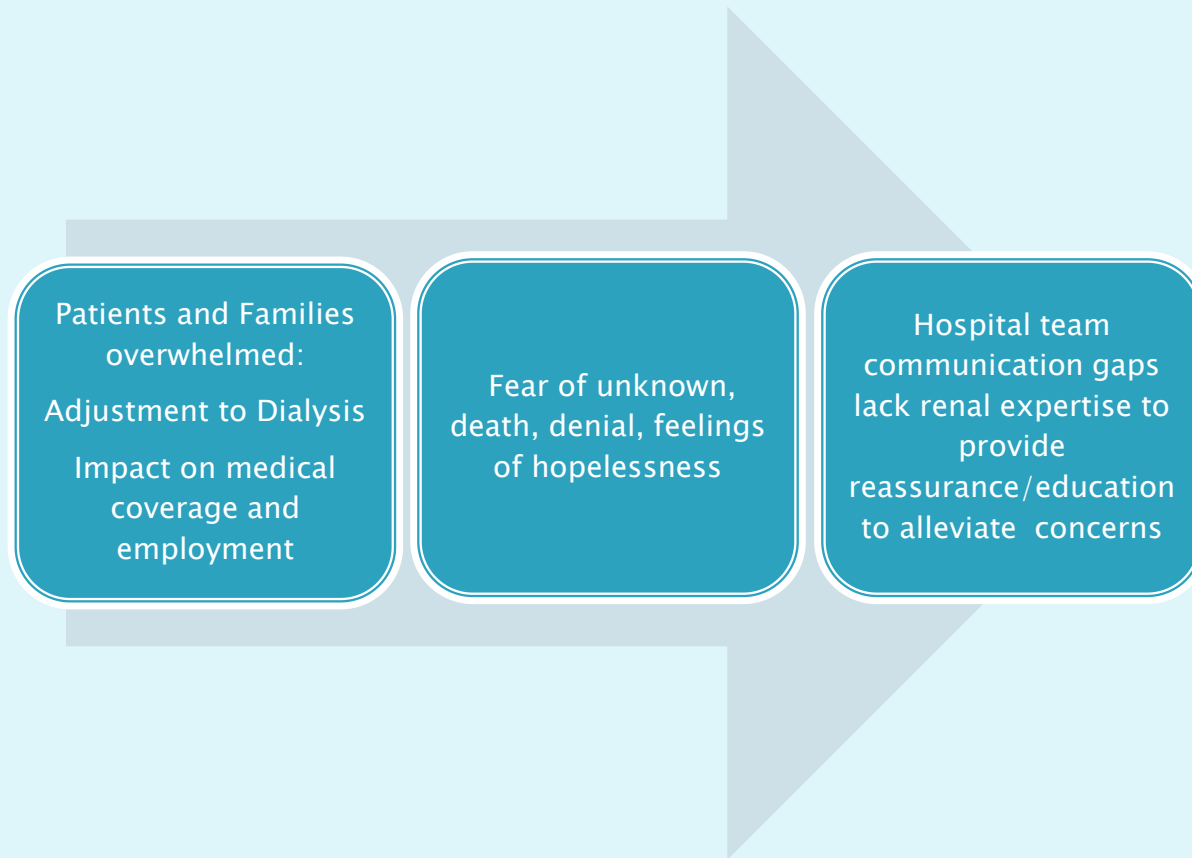 Patients and Families
overwhelmed:
Adjustment to Dialysis
Impact on medical
coverage and
employment
Fear of unknown,
death, denial, feelings
of hopelessness
Hospital team
communication gaps
lack renal expertise to
provide
reassurance/education
to alleviate  concerns